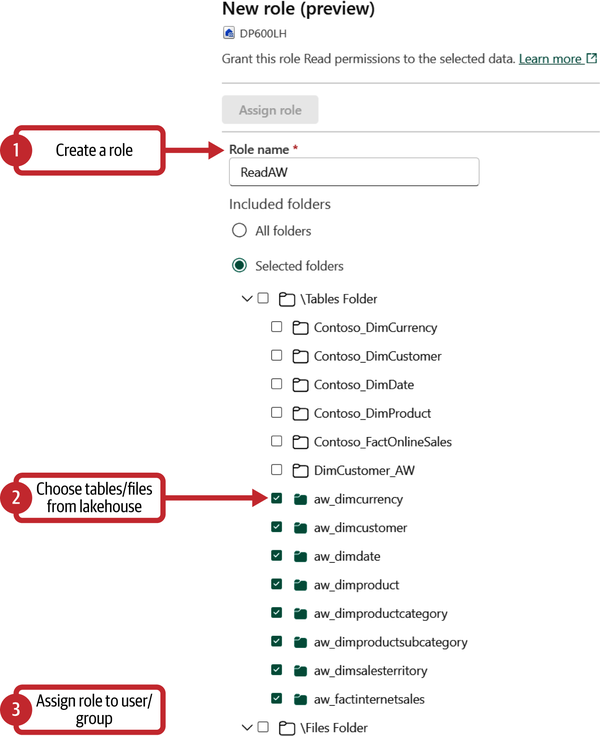 New role (preview)
DP600LH
Grant this role Read permissions to the selected data. Learn more
Assign role
1 Create a role
Role name *
ReadAW
Included folders
All folders
Selected folders
\Tables Folder
Contoso_DimCurrency
Contoso_DimCustomer
Contoso_DimDate
Contoso_DimProduct
Contoso_FactOnlineSales
DimCustomer_AW
2 Choose tables/files
from lakehouse
aw_dimcurrency
aw_dimcustomer
aw_dimdate
aw_dimproduct
aw_dimproductcategory
aw_dimproductsubcategory
aw_dimsalesterritory
aw_factinternetsales
3 Assign role to user/
group
\Files Folder